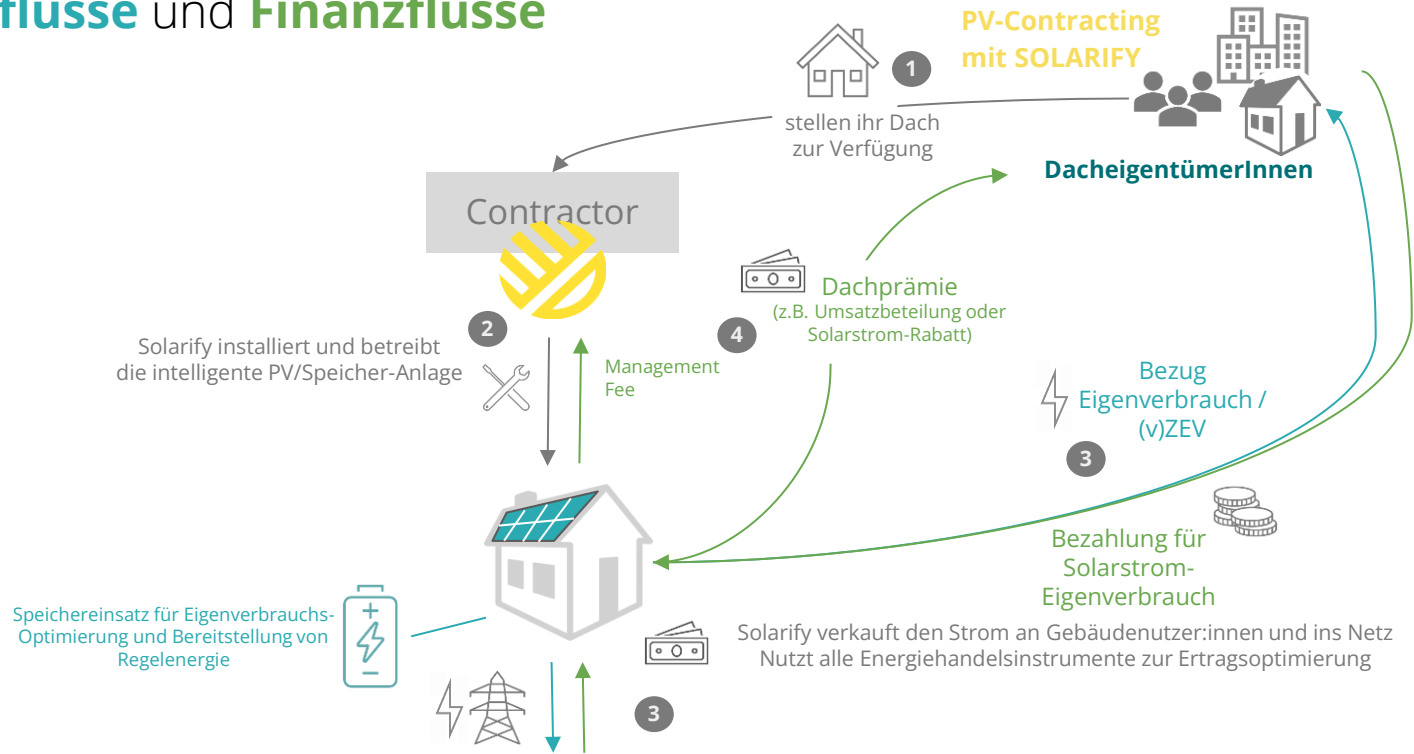 flüsse und Finanzflüsse
PV-Contracting
mit SOLARIFY
1
stellen ihr Dach
zur Verfügung
DacheigentümerInnen
Contractor
Dachprämie
(z.B. Umsatzbeteilung oder
Solarstrom-Rabatt)
4
2
Solarify installiert und betreibt
die intelligente PV/Speicher-Anlage
Management
Fee
Bezug
Eigenverbrauch /
(v)ZEV
3
Bezahlung für
Solarstrom-
Eigenverbrauch
Speichereinsatz für Eigenverbrauchs-
Optimierung und Bereitstellung von
Regelenergie
Solarify verkauft den Strom an Gebäudenutzer:innen und ins Netz
Nutzt alle Energiehandelsinstrumente zur Ertragsoptimierung
3